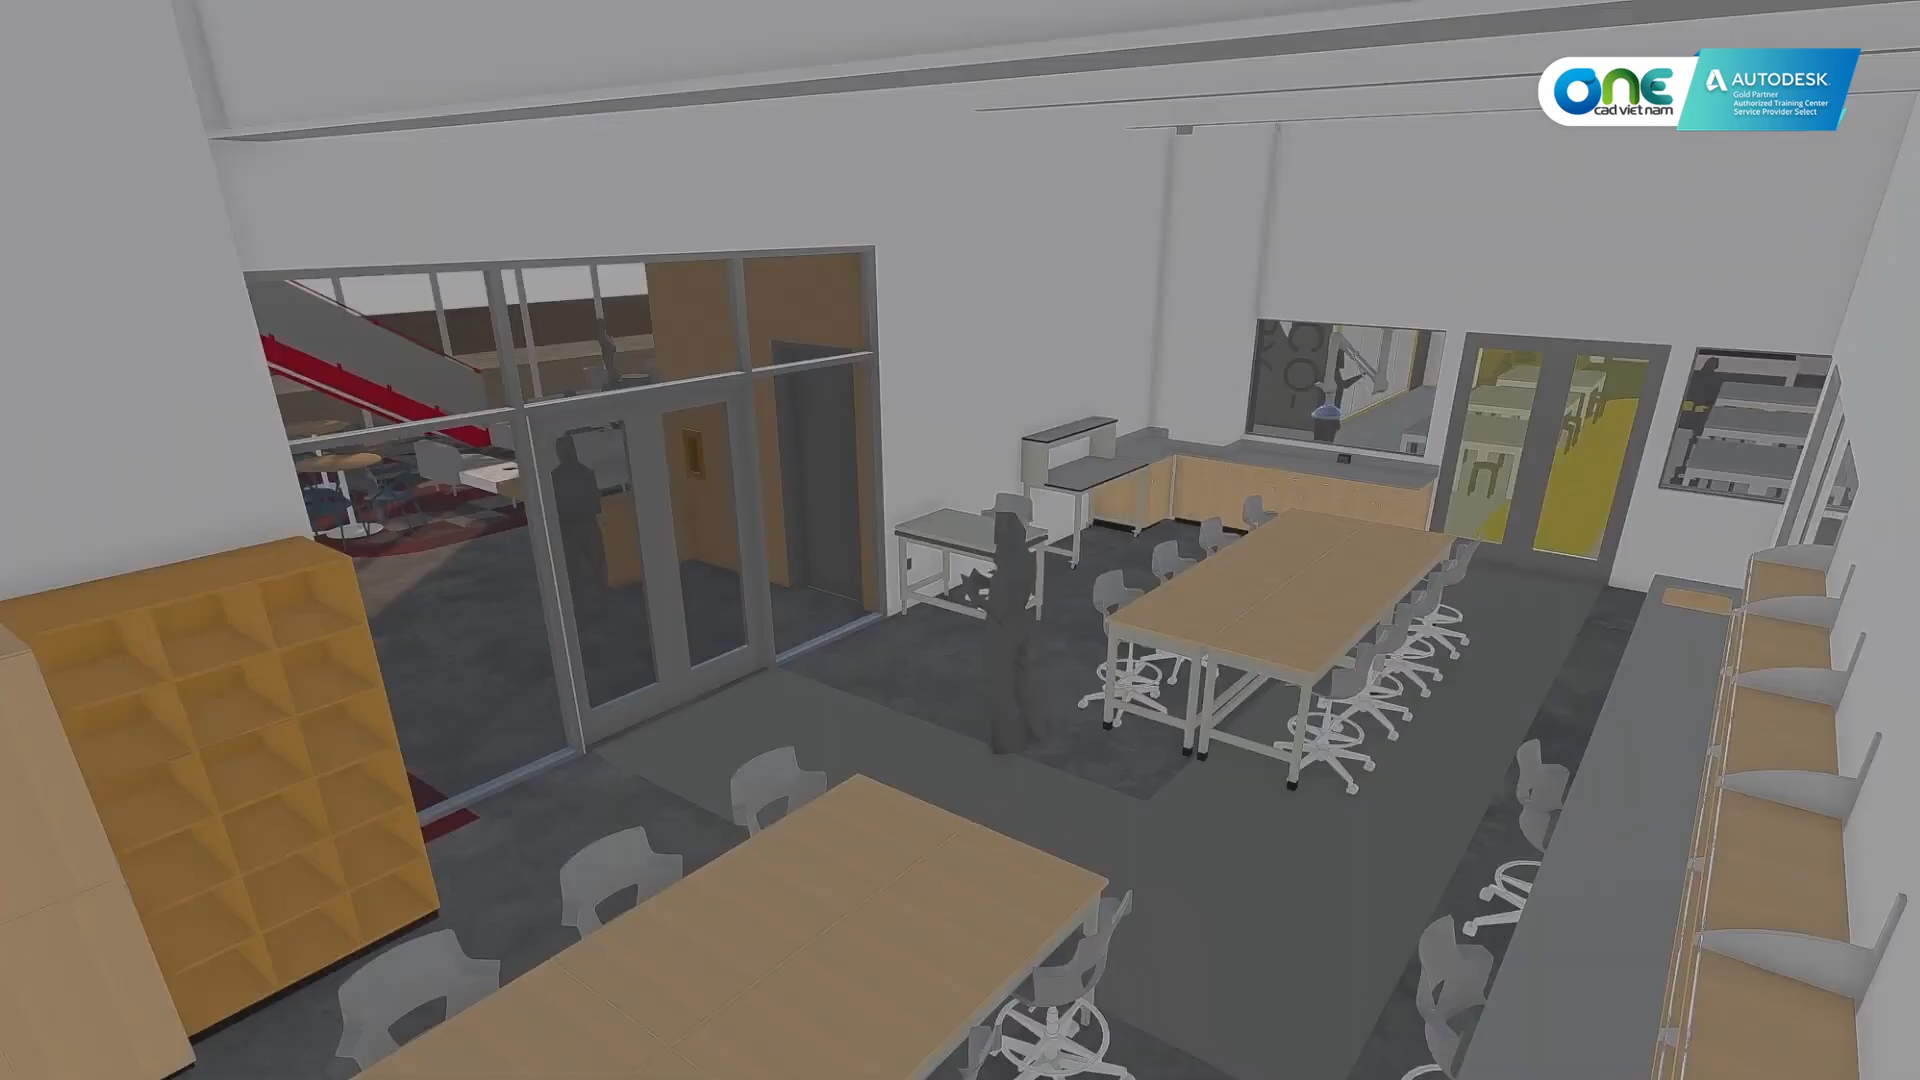 one
cad viet nam
AUTODESK
Gold Partner
Authorized Training Center
Service Provider Select